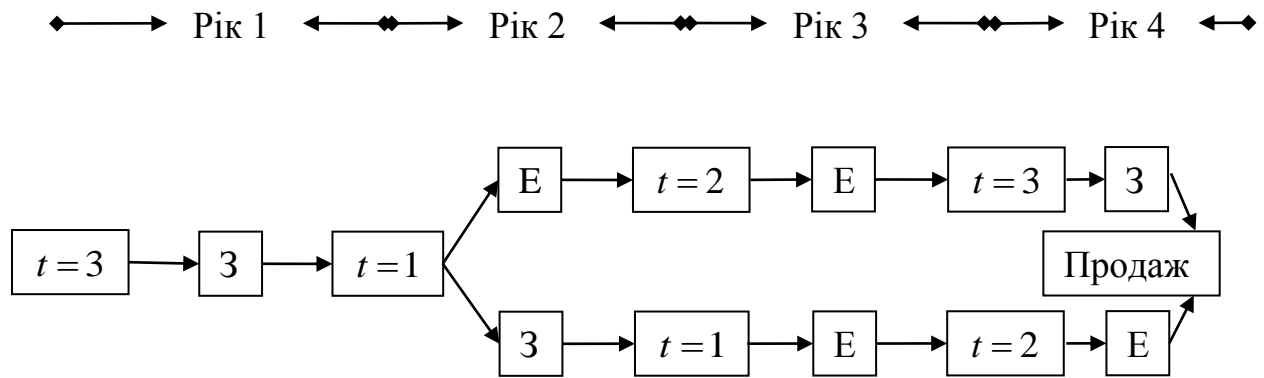 Рік 1 Рік 2 Рік 3 Рік 4
Е t = 2 Е t = 3 З
t = 3 З t = 1 Продаж
З t = 1 Е t = 2 Е